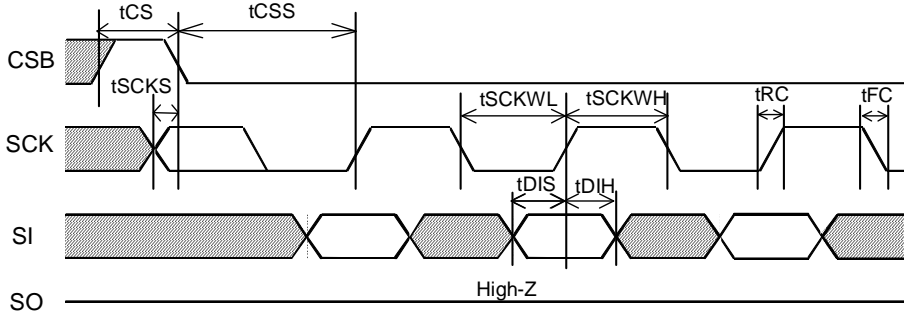 tCS tCSS
CSB
tSCKS tSCKWL tSCKWH tRC tFC
SCK
tDIS tDIH
SI
High-Z
SO